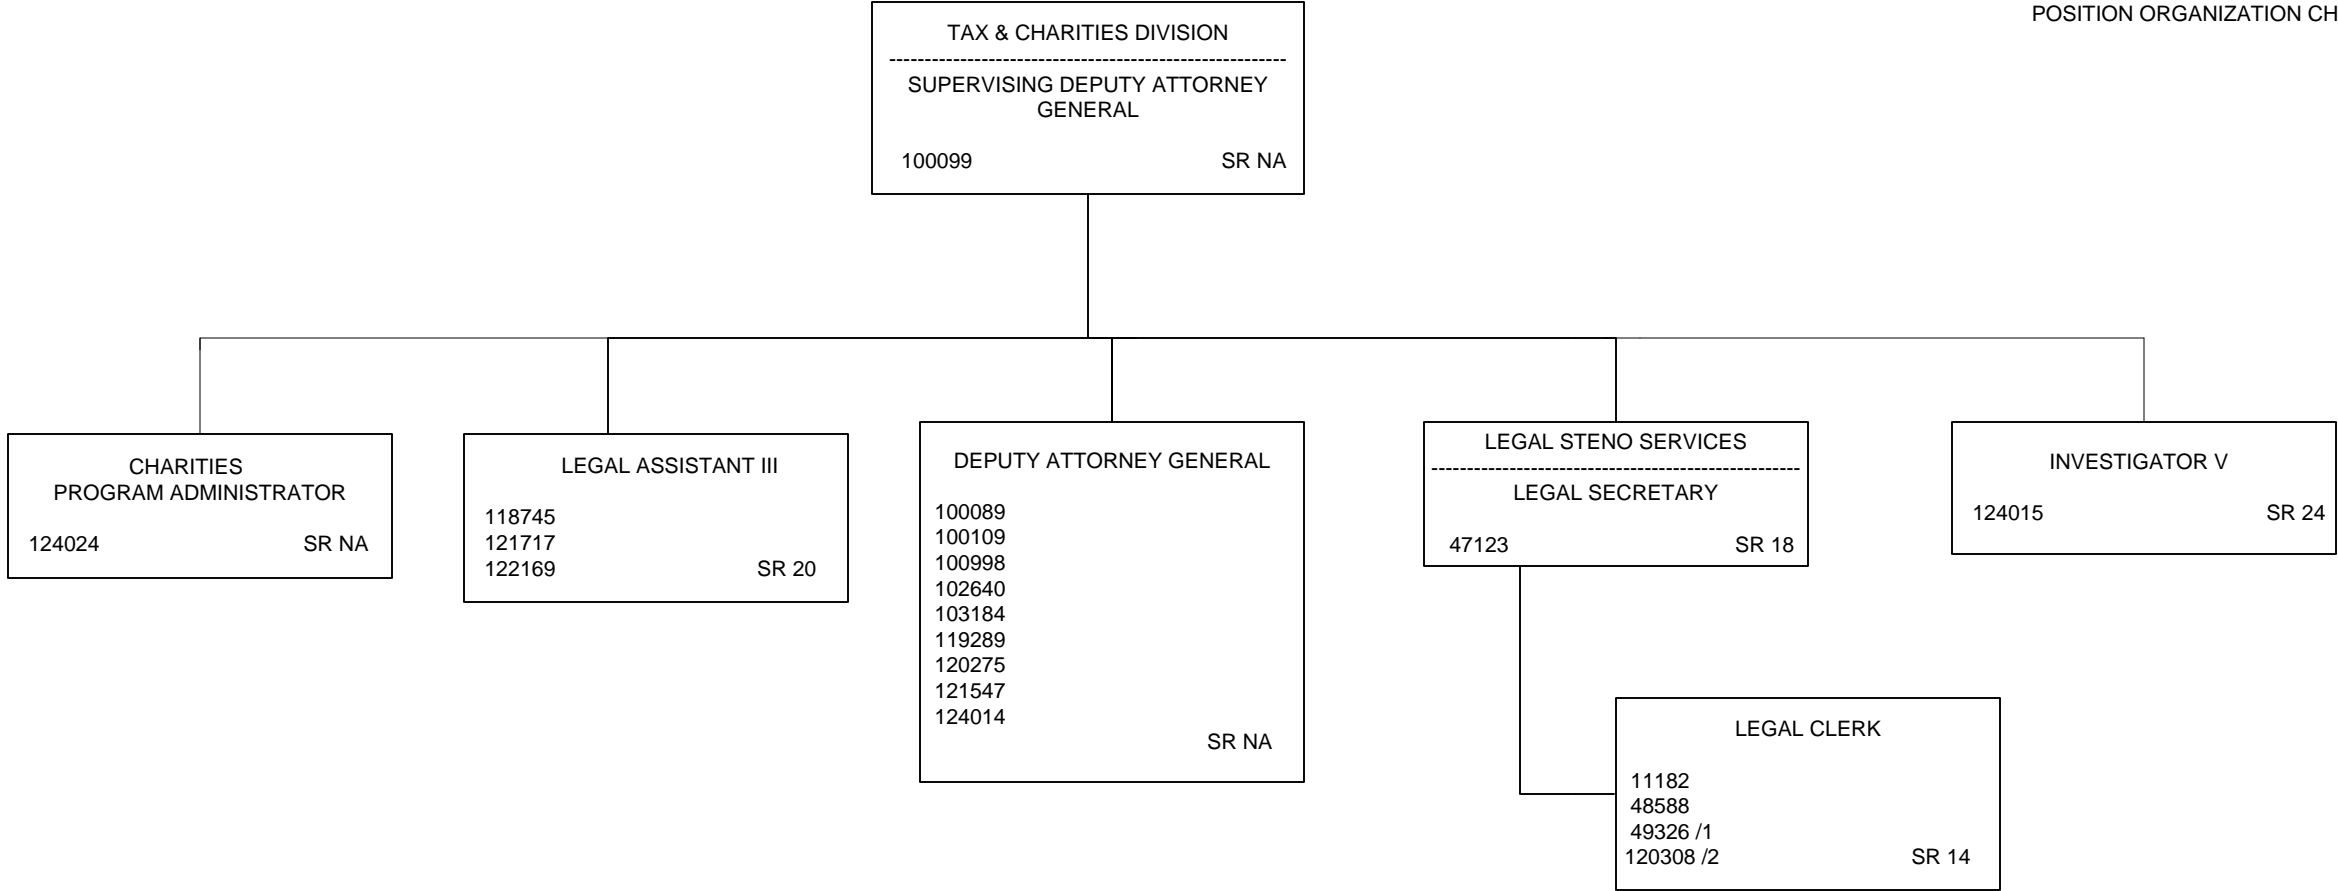 POSITION ORGANIZATION CH
TAX & CHARITIES DIVISION
--------------------------------------------------------
SUPERVISING DEPUTY ATTORNEY
GENERAL
100099 SR NA
CHARITIES
PROGRAM ADMINISTRATOR
124024 SR NA
LEGAL ASSISTANT III
118745
121717
122169 SR 20
DEPUTY ATTORNEY GENERAL
100089
100109
100998
102640
103184
119289
120275
121547
124014
SR NA
LEGAL STENO SERVICES
----------------------------------------------------
LEGAL SECRETARY
47123 SR 18
INVESTIGATOR V
124015 SR 24
LEGAL CLERK
11182
48588
49326 /1
120308 /2 SR 14